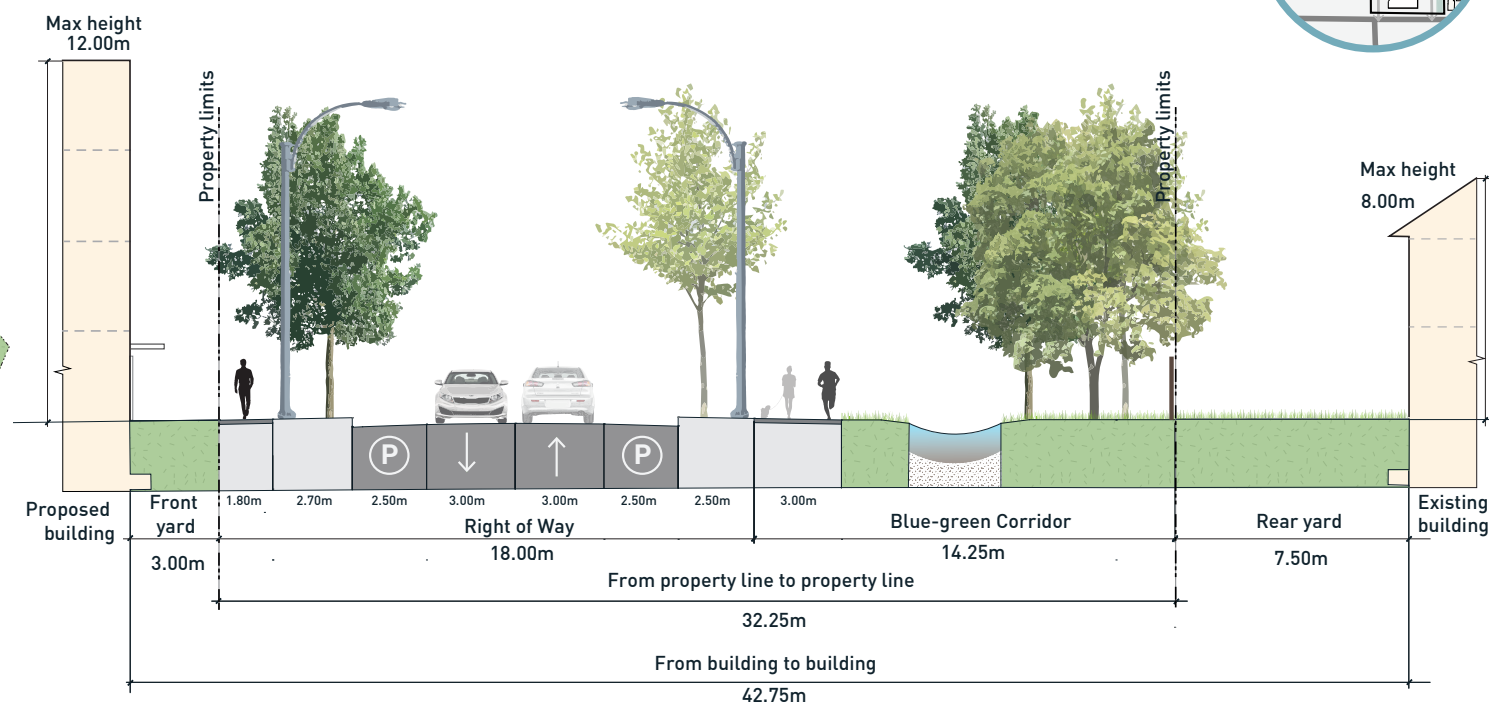 Max height
12.00m
Property limits
Property limits
Max height
8.00m
P
P
1.80m
2.70m
2.50m
3.00m
3.00m
2.50m
2.50m
3.00m
Proposed
building
Front
yard
3.00m
Right of Way
18.00m
Blue-green Corridor
14.25m
Rear yard
7.50m
Existing
building
From property line to property line
32.25m
From building to building
42.75m